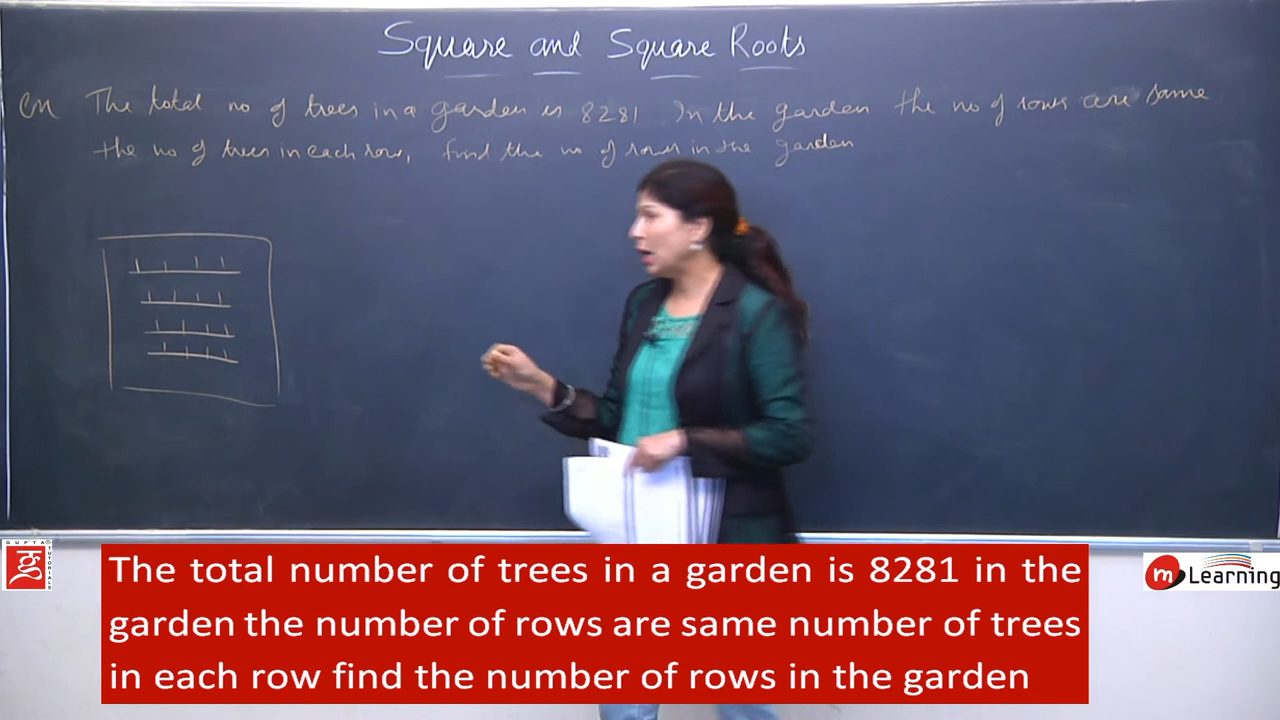 Square and Square Roots
The total no of trees in a garden is 8281 In the garden the no of rows are same
the no of trees in each row, find the no of rows in the garden
GUPTA
TUTORIALS
m Learning
The total number of trees in a garden is 8281 in the
garden the number of rows are same number of trees
in each row find the number of rows in the garden